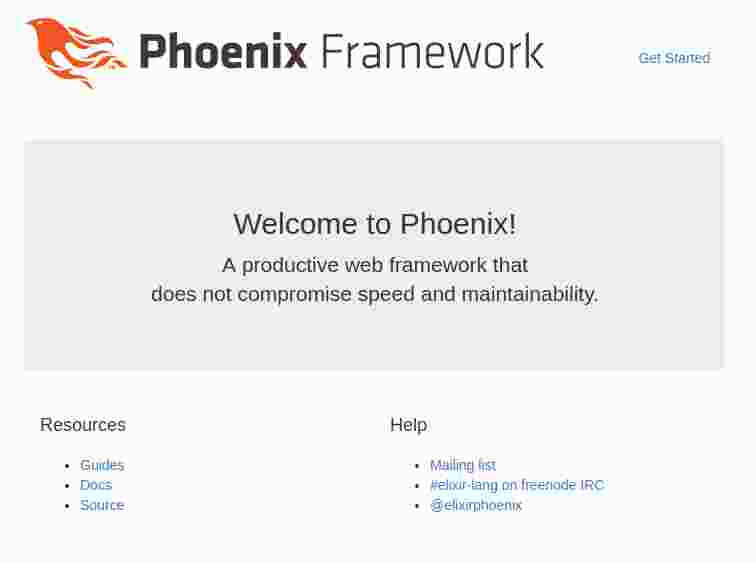 Phoenix Framework
Get Started
Welcome to Phoenix!
A productive web framework that
does not compromise speed and maintainability.
Resources
Guides
Docs
Source
Help
Mailing list
#elixir-lang on freenode IRC
@elixirphoenix